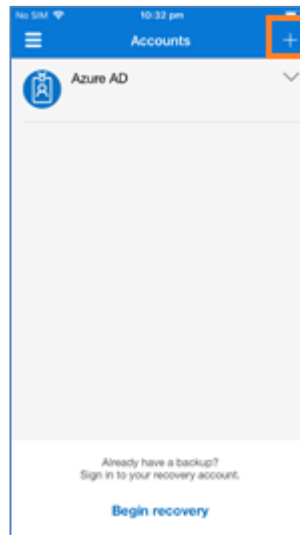 No SIM 10:32 pm
Accounts
Azure AD
Already have a backup?
Sign in to your recovery account.
Begin recovery